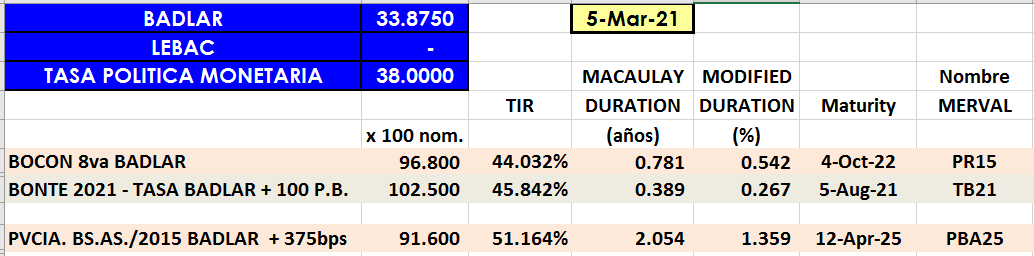 BADLAR 33.8750 5-Mar-21
LEBAC -
TASA POLITICA MONETARIA 38.0000 MACAULAY MODIFIED Nombre
TIR DURATION DURATION Maturity MERVAL
x 100 nom. (años) (%)
BOCON 8va BADLAR 96.800 44.032% 0.781 0.542 4-Oct-22 PR15
BONTE 2021 - TASA BADLAR + 100 P.B. 102.500 45.842% 0.389 0.267 5-Aug-21 TB21
PVCIA. BS.AS./2015 BADLAR + 375bps 91.600 51.164% 2.054 1.359 12-Apr-25 PBA25